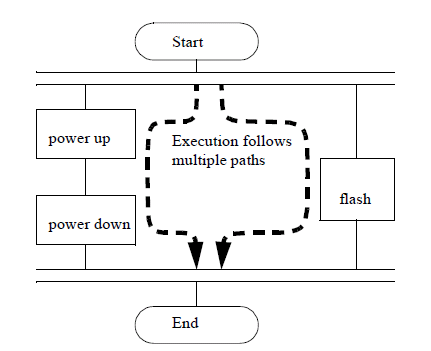 Start
power up
Execution follows
multiple paths
flash
power down
End